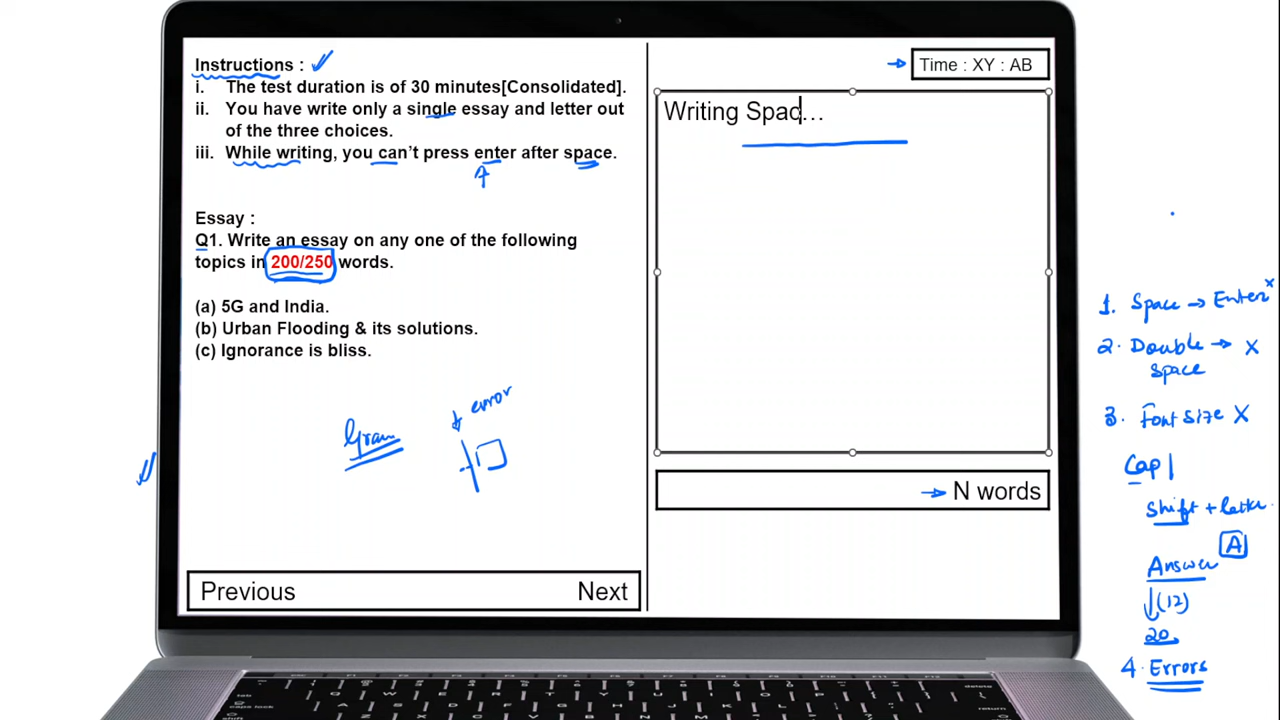 Instructions :
i. The test duration is of 30 minutes[Consolidated].
ii. You have write only a single essay and letter out
of the three choices.
iii. While writing, you can't press enter after space.
Essay :
Q1. Write an essay on any one of the following
topics in 200/250 words.
(a) 5G and India.
(b) Urban Flooding & its solutions.
(c) Ignorance is bliss.
Gram
error
Previous
Next
Time : XY : AB
Writing Spac...
N words
1. Space → Enter x
2. Double → X
space
3. Font size X
Cap
Shift + letter
A
Answer
(12)
20
4. Errors